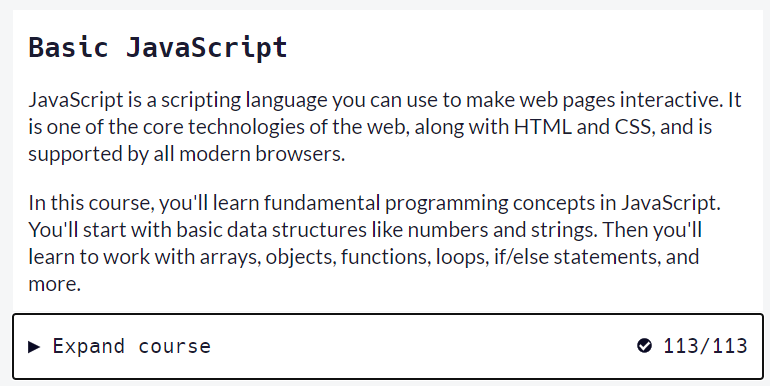 Basic JavaScript
JavaScript is a scripting language you can use to make web pages interactive. It
is one of the core technologies of the web, along with HTML and CSS, and is
supported by all modern browsers.
In this course, you'll learn fundamental programming concepts in JavaScript.
You'll start with basic data structures like numbers and strings. Then you'll
learn to work with arrays, objects, functions, loops, if/else statements, and
more.
Expand course 113/113